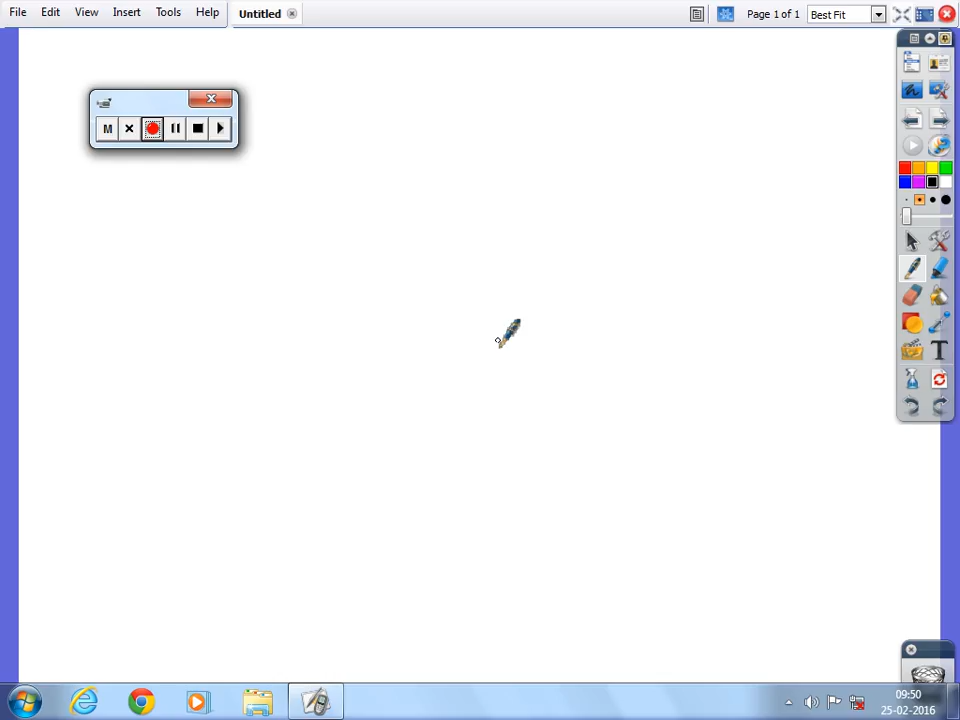 File Edit View Insert Tools Help Untitled Page 1 of 1 Best Fit
M
T
09:50
25-02-2016